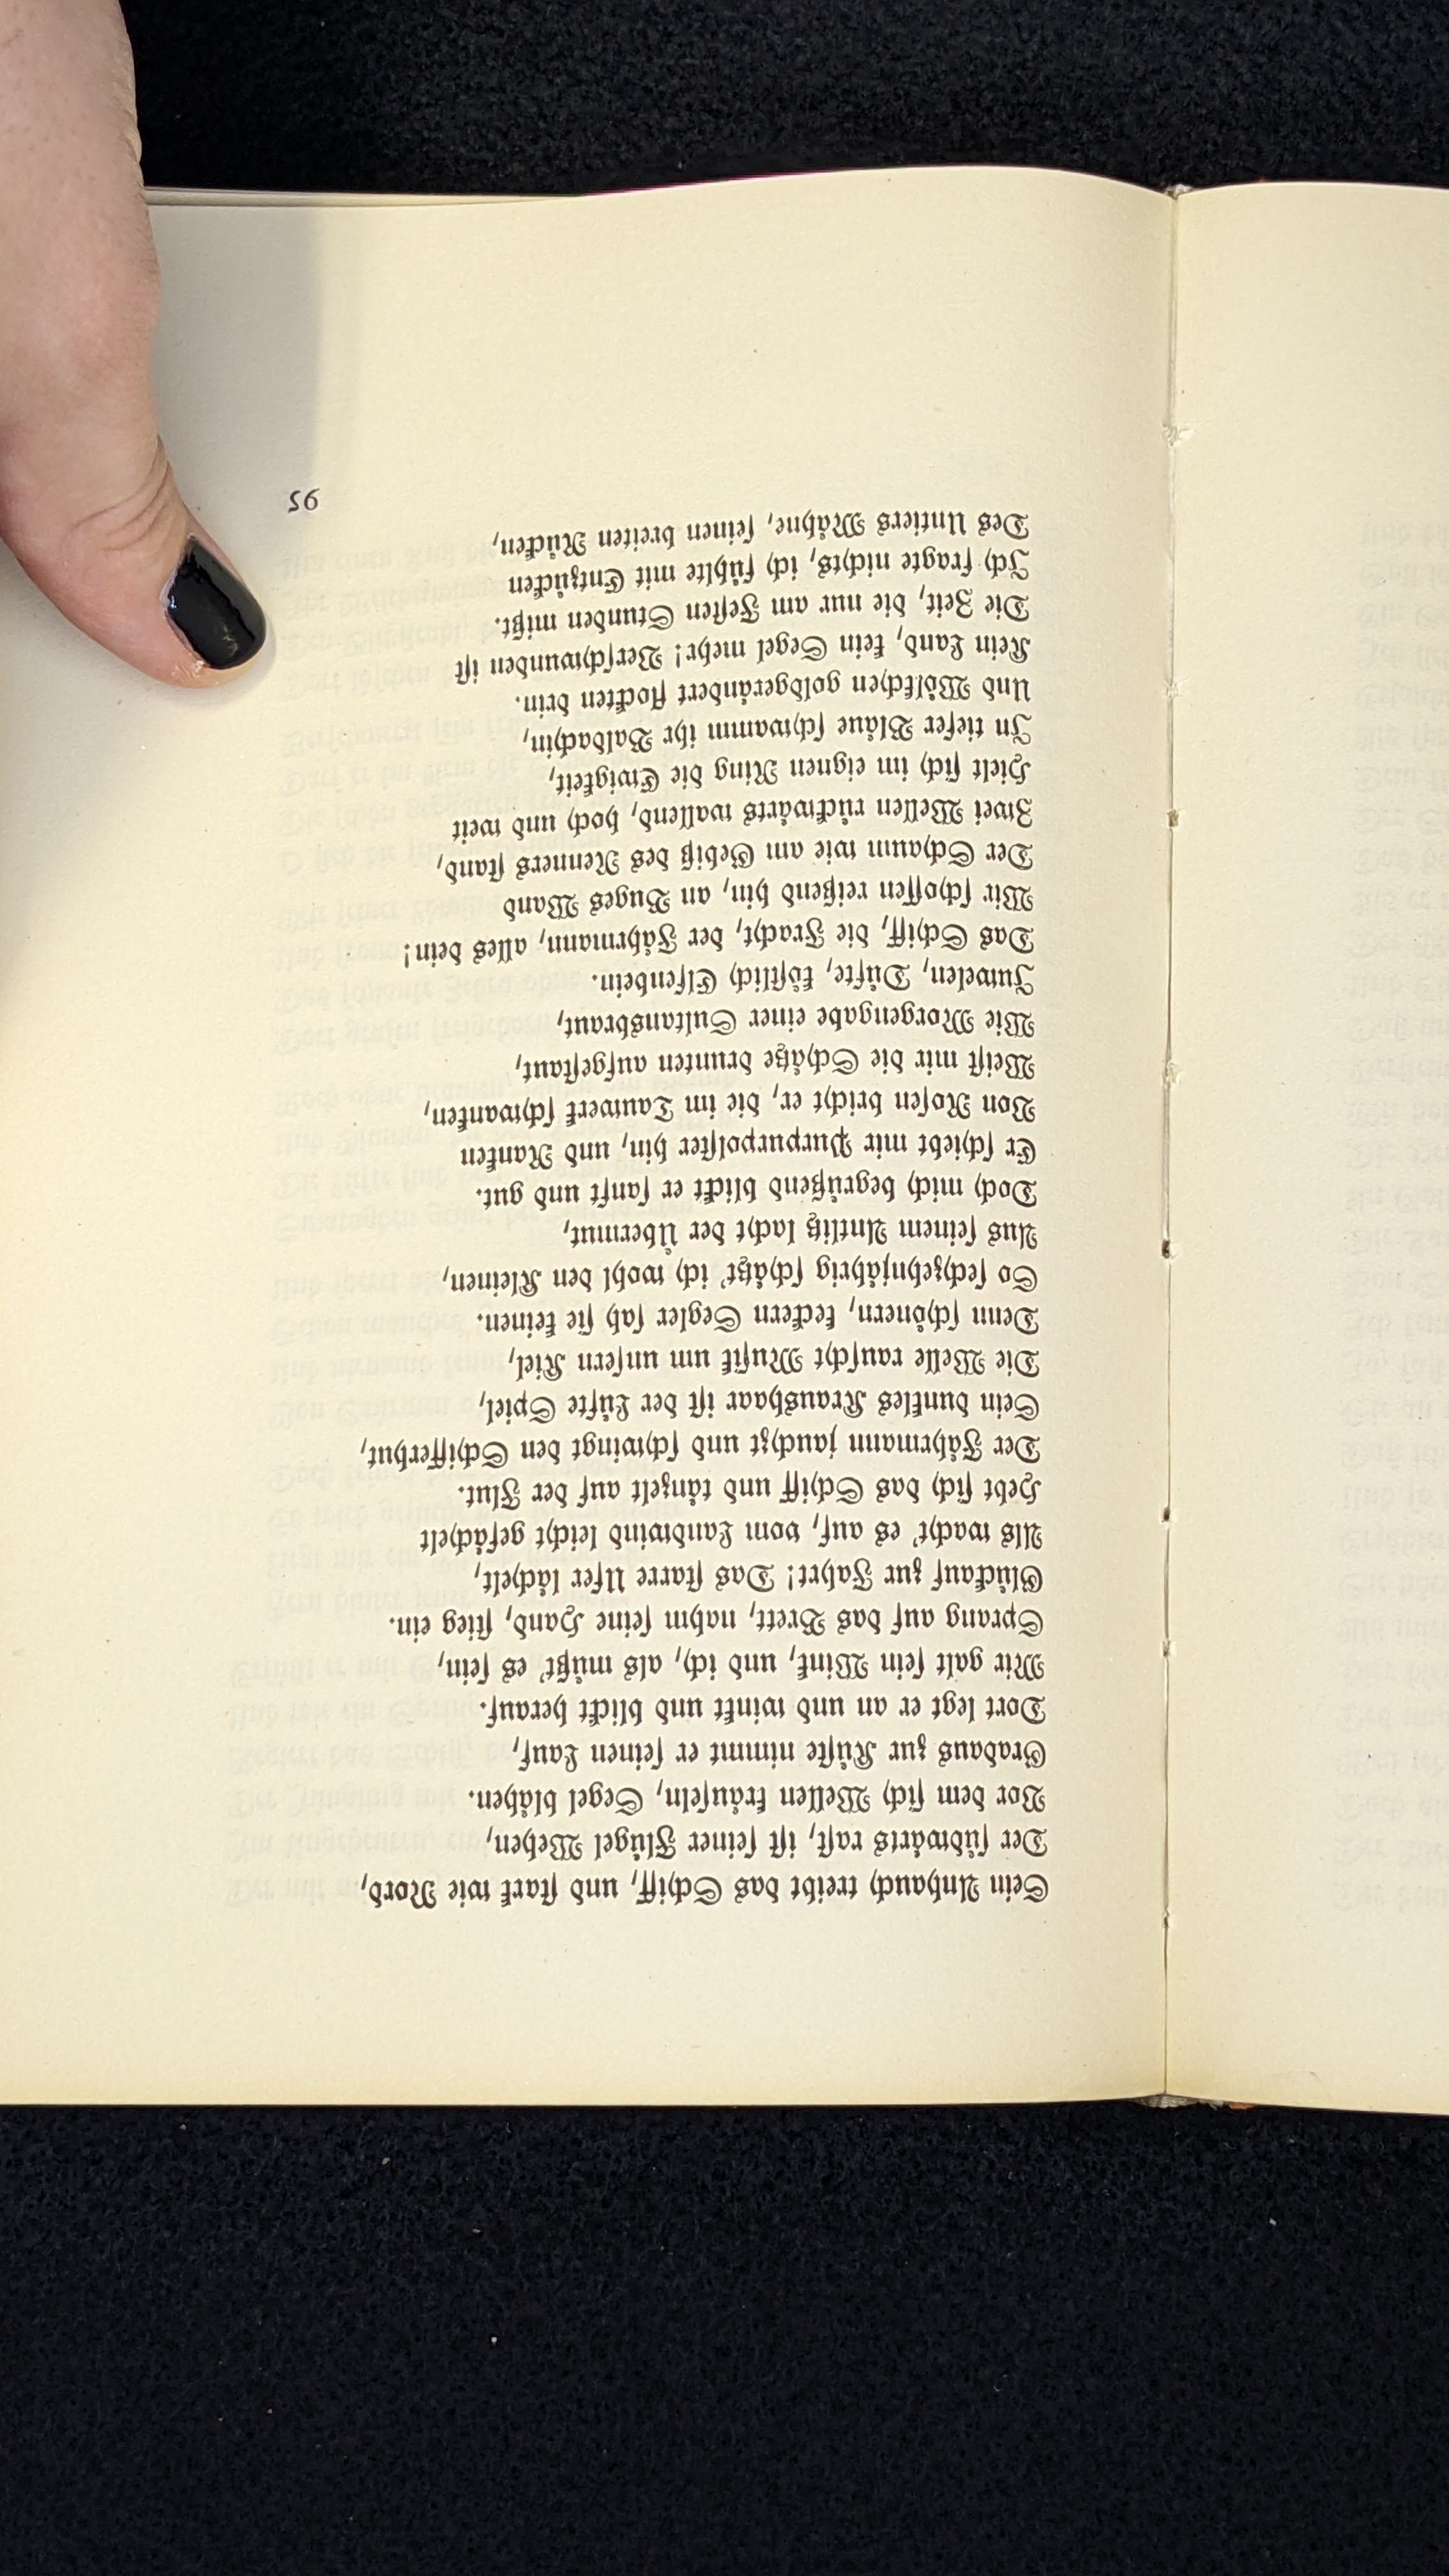 Sein Anhauch treibt das Schiff, und stark wie Nord,
Der südwärts rast, ist seiner Flügel Wehen,
Vor dem sich Wellen kräuseln, Segel blähen.
Gradaus zur Küste nimmt er seinen Lauf,
Dort legt er an und winkt und blickt herauf.
Mir galt sein Wink, und ich, als müßt' es sein,
Sprang auf das Brett, nahm seine Hand, stieg ein.
Glückauf zur Fahrt! Das starre Ufer lächelt,
Als wacht' es auf, vom Landwind leicht gefächelt
Hebt sich das Schiff und tänzelt auf der Flut.
Der Fährmann jauchzt und schwingt den Schifferhut,
Sein dunkles Kraushaar ist der Lüfte Spiel,
Die Welle rauscht Musik um unsern Kiel,
Denn schönern, keckern Segler sah sie keinen.
So sechzehnjährig schätzt' ich wohl den Kleinen,
Aus seinem Antlitz lacht der Übermut,
Doch mich begrüßend blickt er sanft und gut.
Er schiebt mir Purpurpolster hin, und Ranken
Von Rosen bricht er, die im Tauwerk schwanken,
Weist mir die Schätze drunten aufgestaut,
Wie Morgengabe einer Sultansbraut,
Juwelen, Düfte, köstlich Elfenbein.
Das Schiff, die Fracht, der Fährmann, alles dein!
Wir schossen reißend hin, an Buges Wand
Der Schaum wie am Gebiß des Renners stand,
Zwei Wellen rückwärts wallend, hoch und weit
Hielt sich im eignen Ring die Ewigkeit,
In tiefer Bläue schwamm ihr Baldachin,
Und Wölkchen goldgerändert flockten drin.
Kein Land, kein Segel mehr! Verschwunden ist
Die Zeit, die nur am Festen Stunden mißt.
Ich fragte nichts, ich fühlte mit Entzücken
Des Untiers Mähne, seinen breiten Rücken,
95